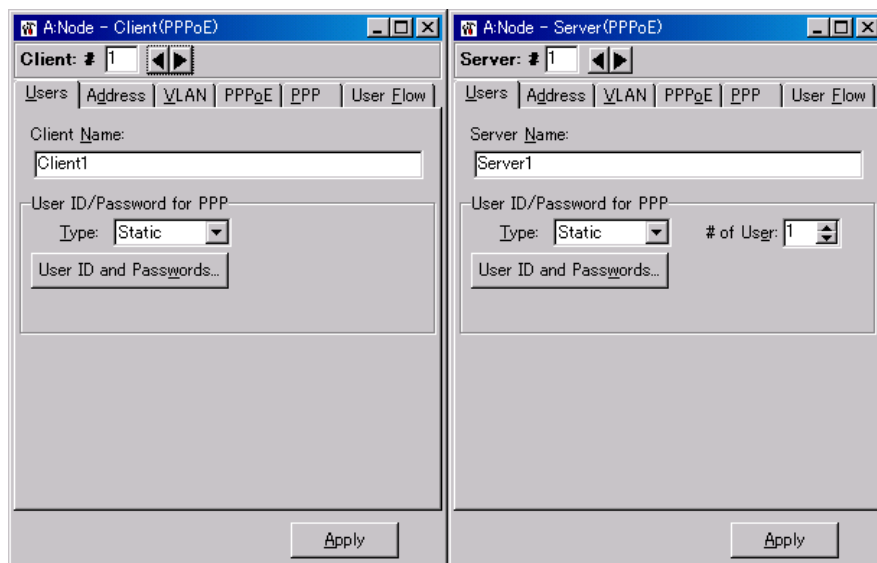 A:Node - Client(PPPoE)
Client: # 1
Users Address VLAN PPPoE PPP User Flow
Client Name:
Client1
User ID/Password for PPP
Type: Static
User ID and Passwords...
Apply
A:Node - Server(PPPoE)
Server: # 1
Users Address VLAN PPPoE PPP User Flow
Server Name:
Server1
User ID/Password for PPP
Type: Static # of User: 1
User ID and Passwords...
Apply